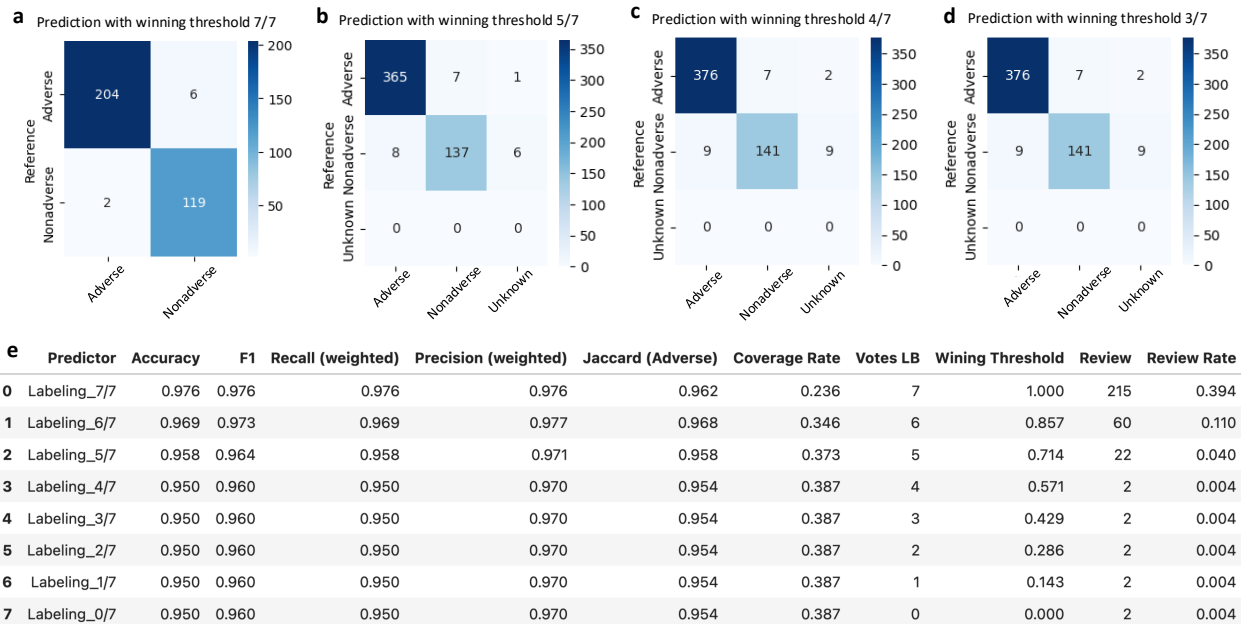 a Prediction with winning threshold 7/7
204 6
2 119
Reference
Adverse
Nonadverse
Adverse Nonadverse
200
150
100
50
b Prediction with winning threshold 5/7
365 7 1
8 137 6
0 0 0
Reference
Adverse
Nonadverse
Unknown
Adverse Nonadverse Unknown
350
300
250
200
150
100
50
0
c Prediction with winning threshold 4/7
376 7 2
9 141 9
0 0 0
Reference
Adverse
Nonadverse
Unknown
Adverse Nonadverse Unknown
350
300
250
200
150
100
50
0
d Prediction with winning threshold 3/7
376 7 2
9 141 9
0 0 0
Reference
Adverse
Nonadverse
Unknown
Adverse Nonadverse Unknown
350
300
250
200
150
100
50
0
e Predictor Accuracy F1 Recall (weighted) Precision (weighted) Jaccard (Adverse) Coverage Rate Votes LB Wining Threshold Review Review Rate
0 Labeling_7/7 0.976 0.976 0.976 0.976 0.962 0.236 7 1.000 215 0.394
1 Labeling_6/7 0.969 0.973 0.969 0.977 0.968 0.346 6 0.857 60 0.110
2 Labeling_5/7 0.958 0.964 0.958 0.971 0.958 0.373 5 0.714 22 0.040
3 Labeling_4/7 0.950 0.960 0.950 0.970 0.954 0.387 4 0.571 2 0.004
4 Labeling_3/7 0.950 0.960 0.950 0.970 0.954 0.387 3 0.429 2 0.004
5 Labeling_2/7 0.950 0.960 0.950 0.970 0.954 0.387 2 0.286 2 0.004
6 Labeling_1/7 0.950 0.960 0.950 0.970 0.954 0.387 1 0.143 2 0.004
7 Labeling_0/7 0.950 0.960 0.950 0.970 0.954 0.387 0 0.000 2 0.004